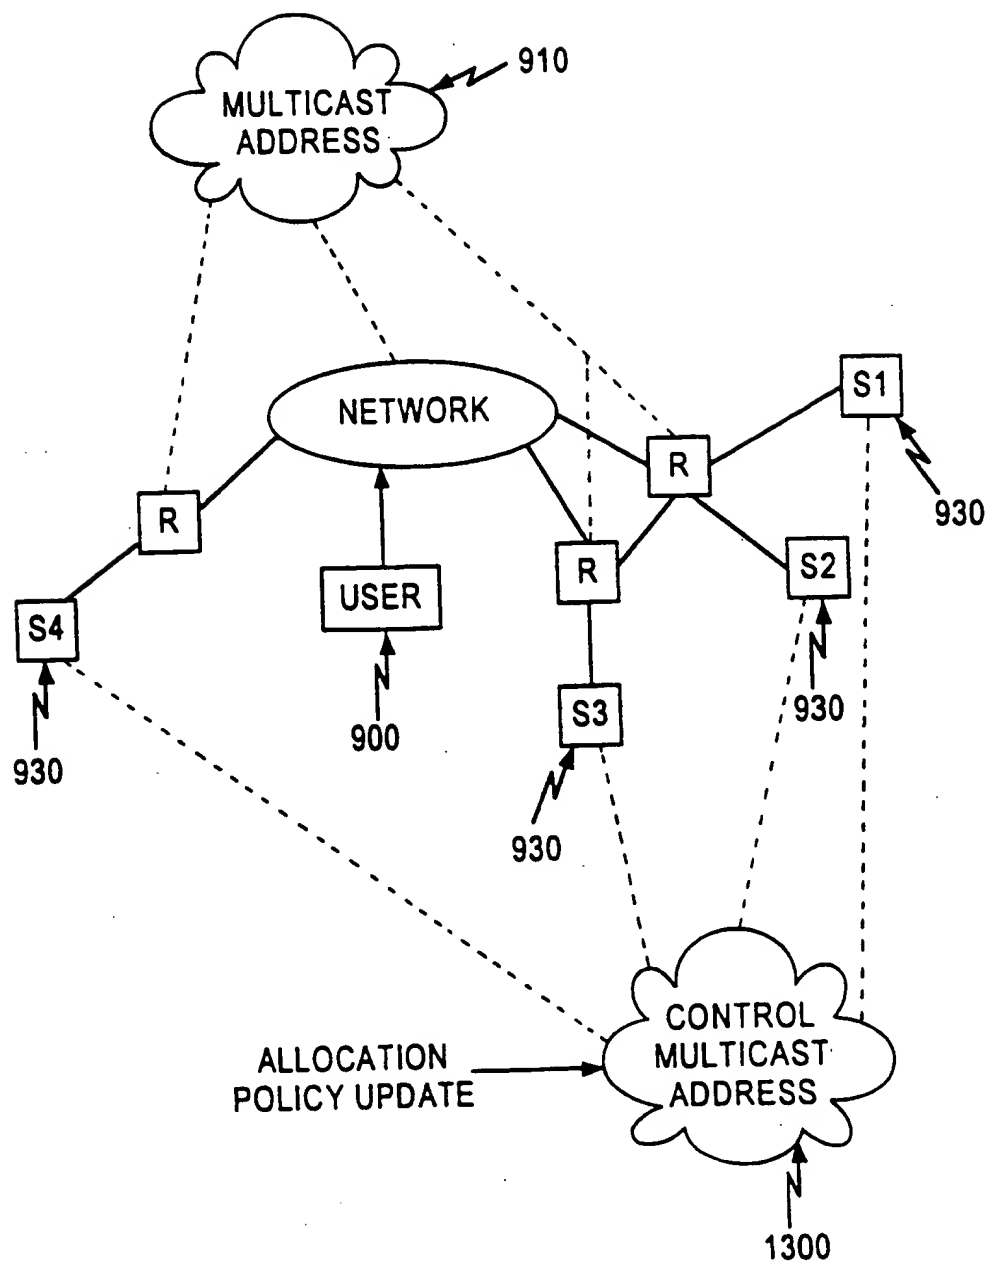 910
MULTICAST
ADDRESS
S1
NETWORK
R
930
R
S2
R
USER
S4
930
S3
900
930
930
CONTROL
MULTICAST
ADDRESS
ALLOCATION
POLICY UPDATE
1300